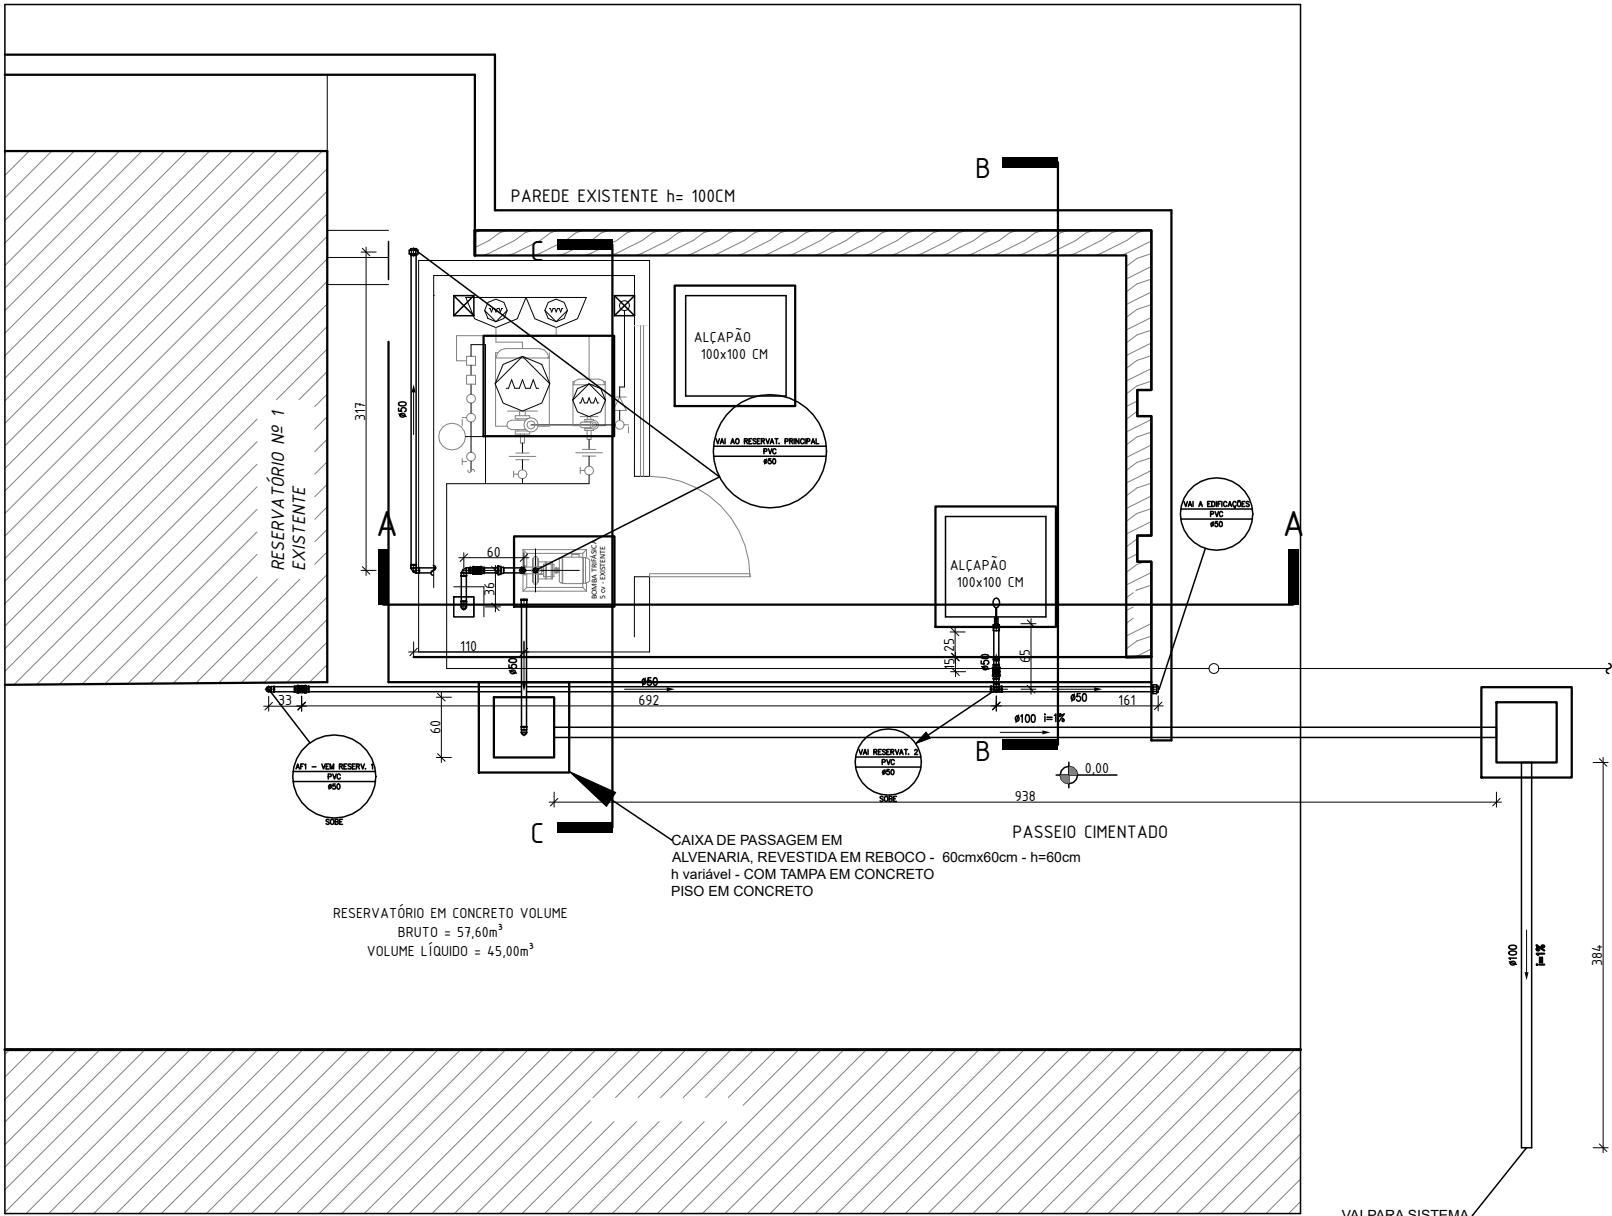 B
PAREDE EXISTENTE h= 100CM
C
ALÇAPÃO
100x100 CM
317
ø50
RESERVATÓRIO Nº 1
EXISTENTE
VAI AO RESERVAT. PRINCIPAL
PVC
ø50
VAI A EDIFICAÇÕES
PVC
ø50
A
A
60
36
BOMBA TRIFÁSICA
5 cv - EXISTENTE
ALÇAPÃO
100x100 CM
110
ø50
25
15
ø50
65
33
ø50
692
ø50
161
60
ø100 i=1%
B
AF1 - VEM RESERV. 1
PVC
ø50
SOBE
VAI RESERVAT. 2
PVC
ø50
SOBE
0,00
938
C
PASSEIO CIMENTADO
CAIXA DE PASSAGEM EM
ALVENARIA, REVESTIDA EM REBOCO - 60cmx60cm - h=60cm
h variável - COM TAMPA EM CONCRETO
PISO EM CONCRETO
RESERVATÓRIO EM CONCRETO VOLUME
BRUTO = 57,60m³
VOLUME LÍQUIDO = 45,00m³
ø100
i=1%
384
VAI PARA SISTEMA